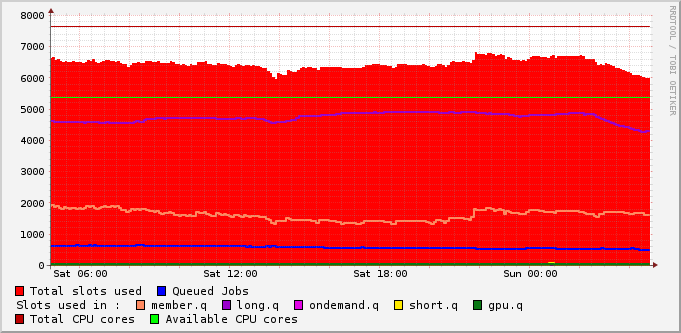 8000
7000
6000
5000
4000
3000
2000
1000
0
Sat 06:00 Sat 12:00 Sat 18:00 Sun 00:00
RRDTOOL / TOBI OETIKER
Total slots used Queued Jobs
Slots used in : member.q long.q ondemand.q short.q gpu.q
Total CPU cores Available CPU cores